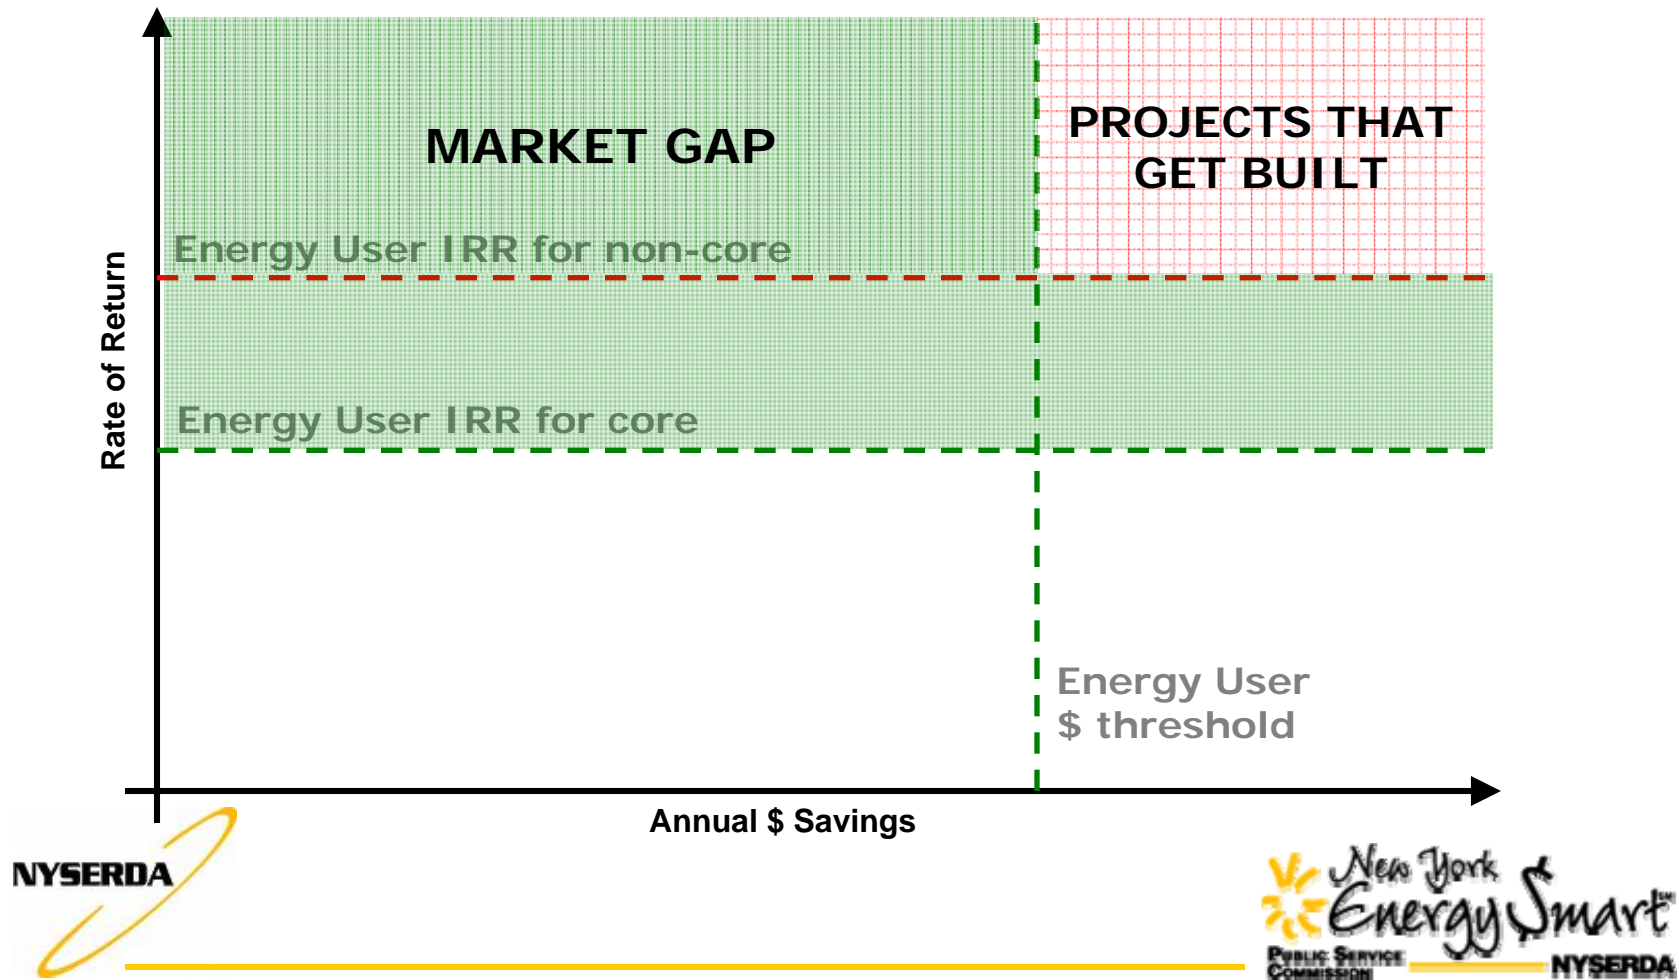 MARKET GAP
PROJECTS THAT
GET BUILT
Energy User IRR for non-core
Rate of Return
Energy User IRR for core
Energy User
$ threshold
Annual $ Savings
NYSERDA
New York
Energy Smart SM
PUBLIC SERVICE
COMMISSION
NYSERDA